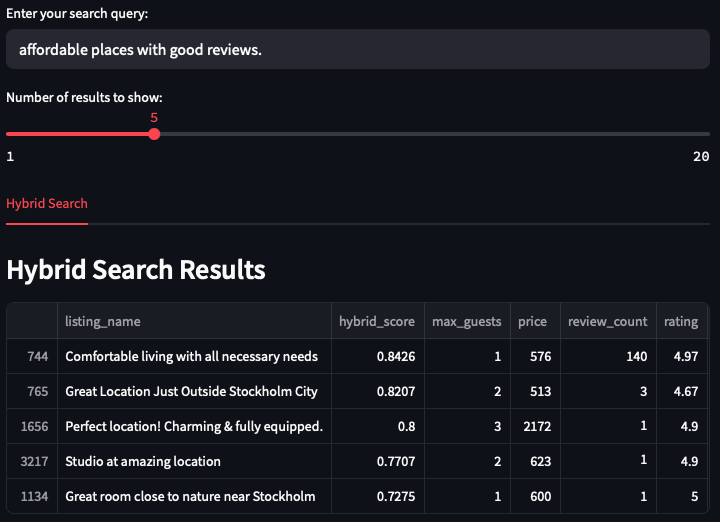 Enter your search query:
affordable places with good reviews.
Number of results to show:
5
1 20
Hybrid Search
Hybrid Search Results
listing_name hybrid_score max_guests price review_count rating
744 Comfortable living with all necessary needs 0.8426 1 576 140 4.97
765 Great Location Just Outside Stockholm City 0.8207 2 513 3 4.67
1656 Perfect location! Charming & fully equipped. 0.8 3 2172 1 4.9
3217 Studio at amazing location 0.7707 2 623 1 4.9
1134 Great room close to nature near Stockholm 0.7275 1 600 1 5